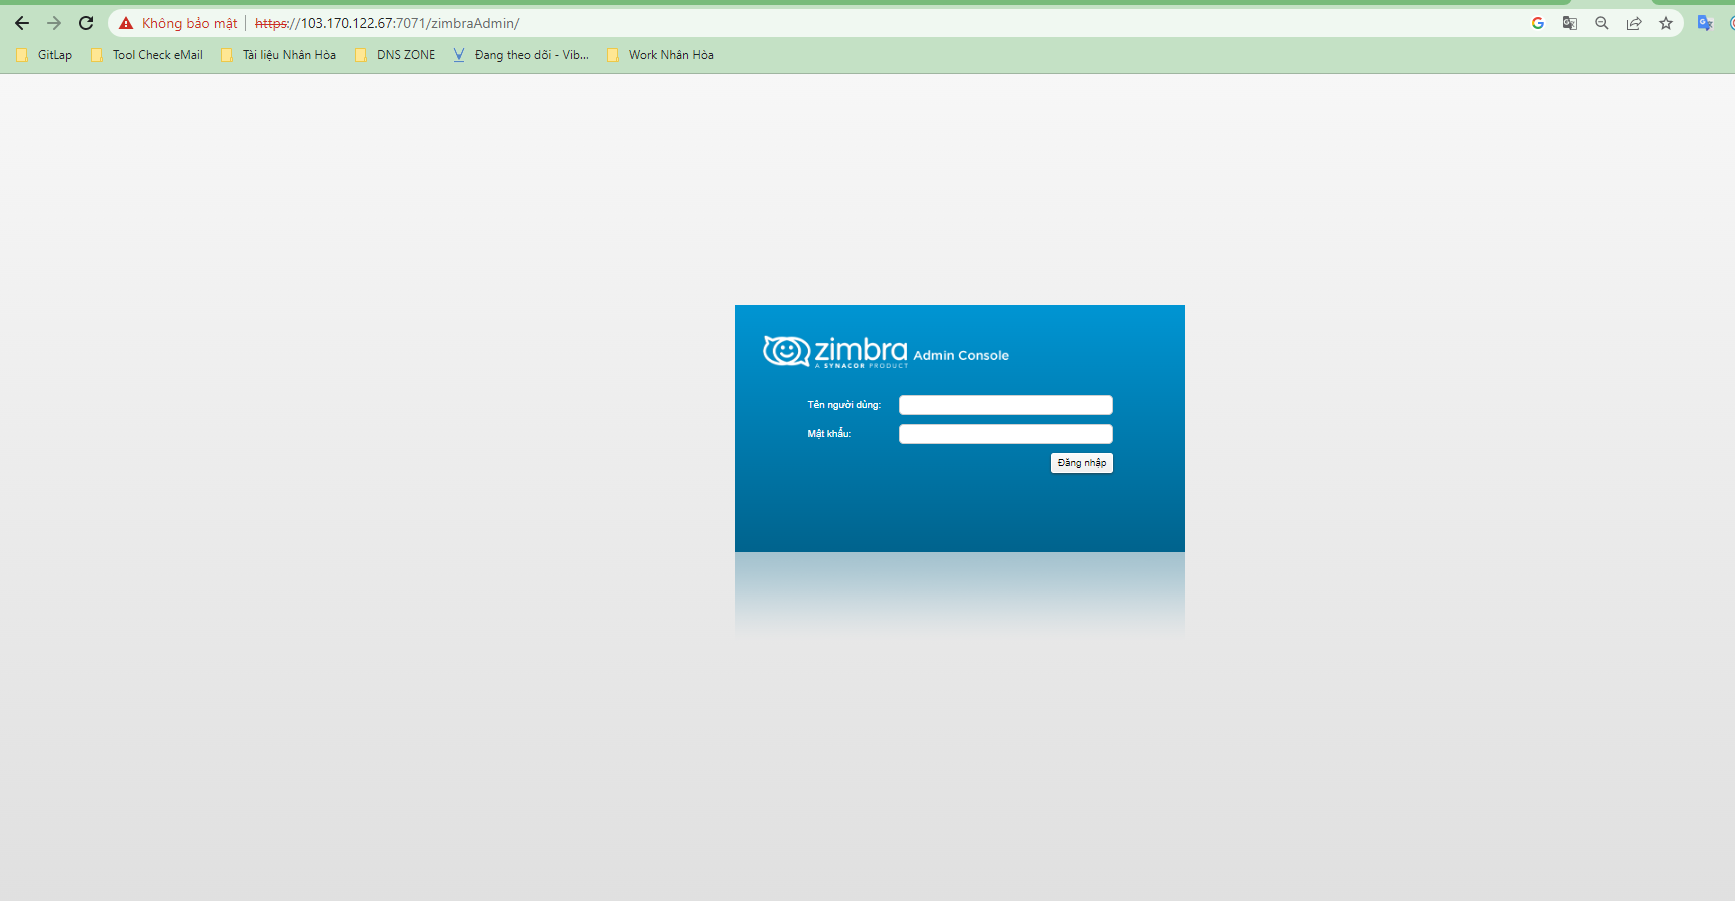 Không bảo mật https://103.170.122.67:7071/zimbraAdmin/
GitLap Tool Check eMail Tài liệu Nhân Hòa DNS ZONE Đang theo dõi - Vib... Work Nhân Hòa
zimbra Admin Console
A SYNACOR PRODUCT
Tên người dùng:
Mật khẩu:
Đăng nhập